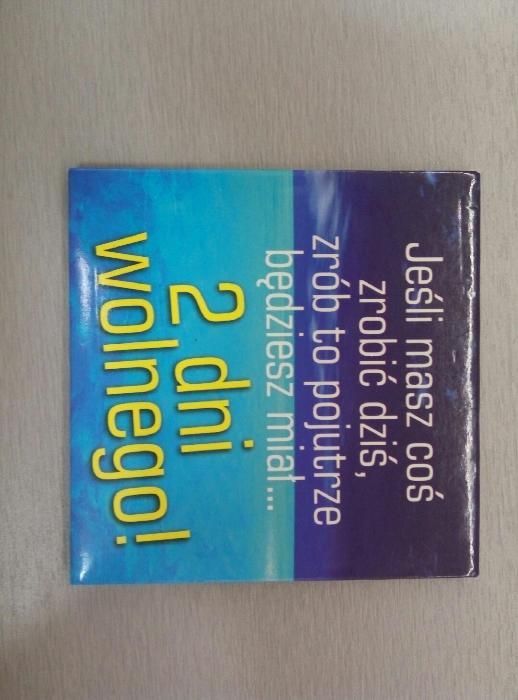 Jeśli masz coś
zrobić dziś,
zrób to pojutrze
będziesz miał...
2 dni
wolnego!